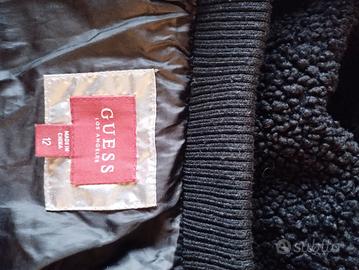 GUESS
LOS ANGELES
MADE IN
CHINA
12
subito